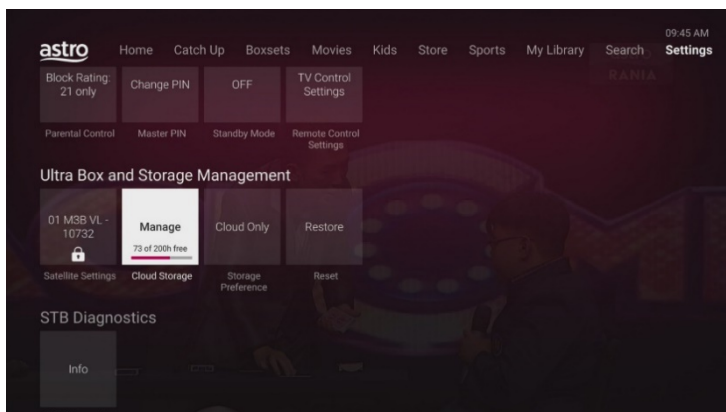 09:45 AM
astro Home Catch Up Boxsets Movies Kids Store Sports My Library Search Settings
RANIA
Block Rating:
21 only
Change PIN
OFF
TV Control
Settings
Parental Control
Master PIN
Standby Mode
Remote Control
Settings
Ultra Box and Storage Management
01 M3B VL -
10732
Manage
73 of 200h free
Cloud Only
Restore
Satellite Settings
Cloud Storage
Storage
Preference
Reset
STB Diagnostics
Info